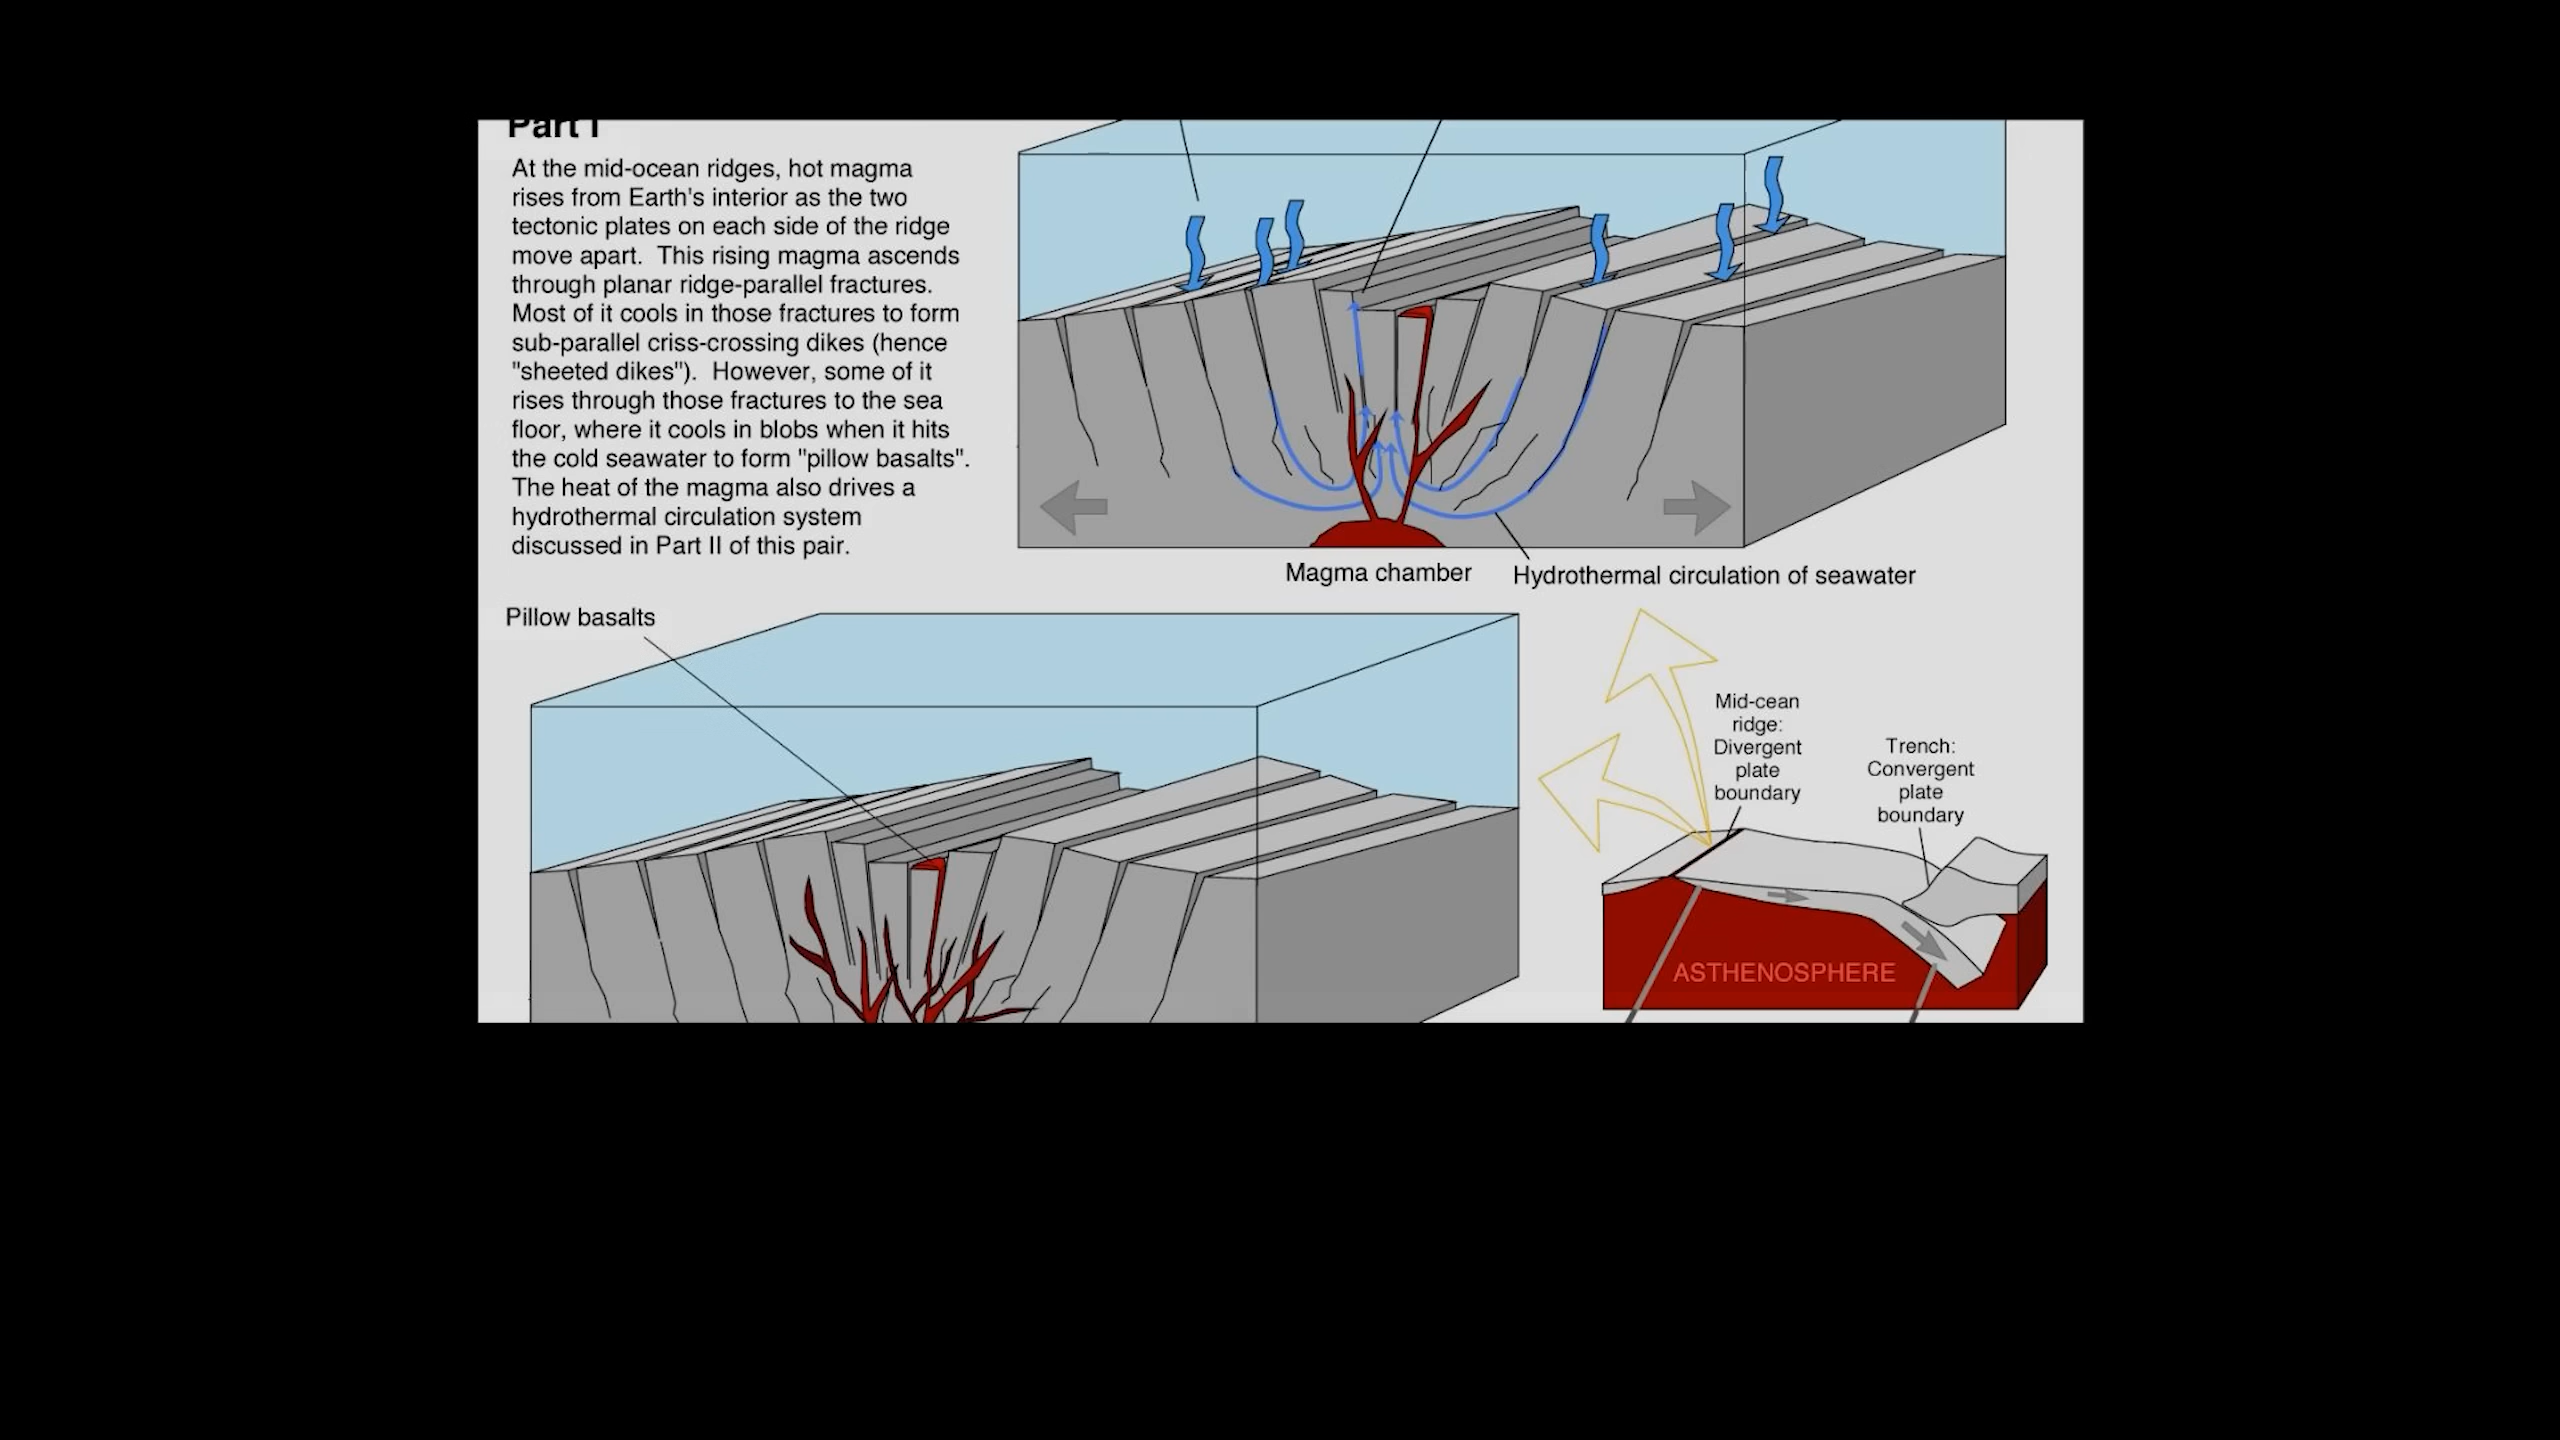 Part I
At the mid-ocean ridges, hot magma
rises from Earth's interior as the two
tectonic plates on each side of the ridge
move apart.  This rising magma ascends
through planar ridge-parallel fractures.
Most of it cools in those fractures to form
sub-parallel criss-crossing dikes (hence
"sheeted dikes").  However, some of it
rises through those fractures to the sea
floor, where it cools in blobs when it hits
the cold seawater to form "pillow basalts".
The heat of the magma also drives a
hydrothermal circulation system
discussed in Part II of this pair.
Magma chamber
Hydrothermal circulation of seawater
Pillow basalts
Mid-cean
ridge:
Divergent
plate
boundary
Trench:
Convergent
plate
boundary
ASTHENOSPHERE